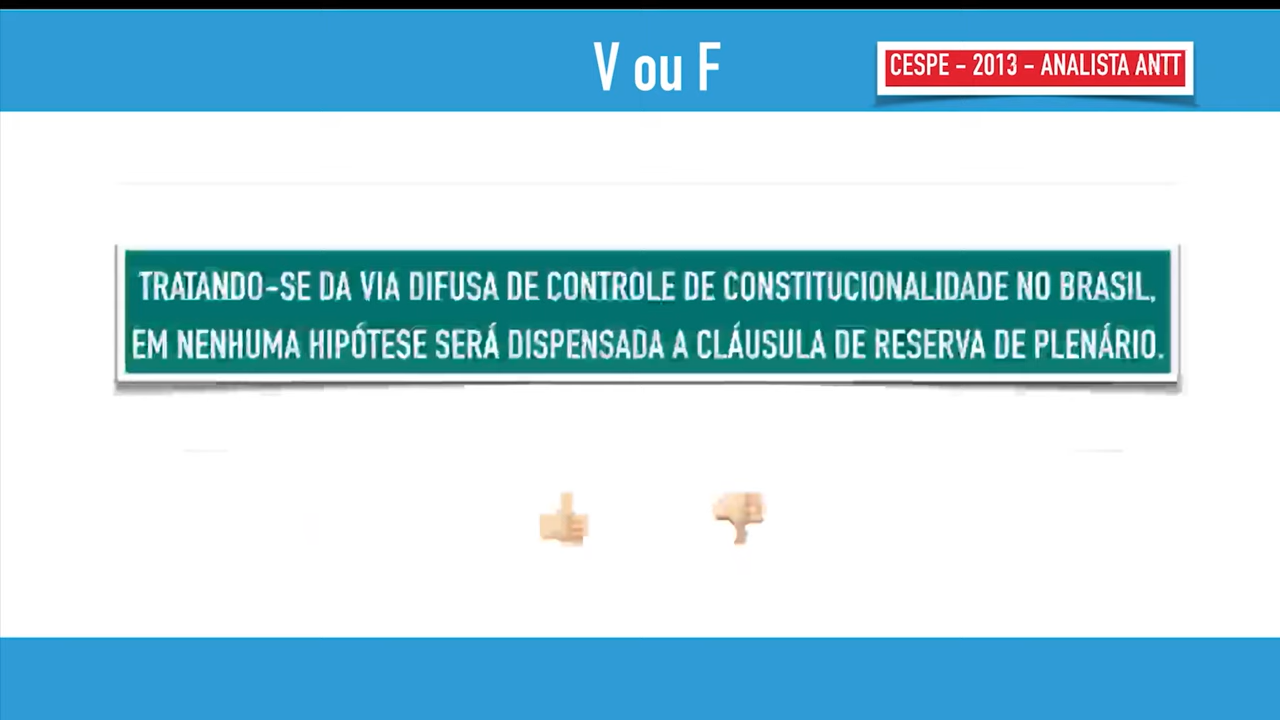 V ou F
CESPE - 2013 - ANALISTA ANTT
TRATANDO-SE DA VIA DIFUSA DE CONTROLE DE CONSTITUCIONALIDADE NO BRASIL,
EM NENHUMA HIPÓTESE SERÁ DISPENSADA A CLÁUSULA DE RESERVA DE PLENÁRIO.